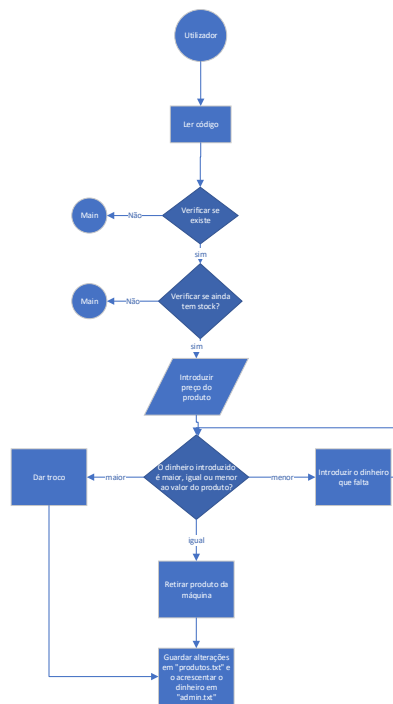 Utilizador
Ler código
Verificar se
existe
Não
Main
sim
Verificar se ainda
tem stock?
Não
Main
sim
Introduzir
preço do
produto
O dinheiro introduzido
é maior, igual ou menor
ao valor do produto?
maior
Dar troco
menor
Introduzir o dinheiro
que falta
igual
Retirar produto da
máquina
Guardar alterações
em "produtos.txt" e
o acrescentar o
dinheiro em
"admin.txt"